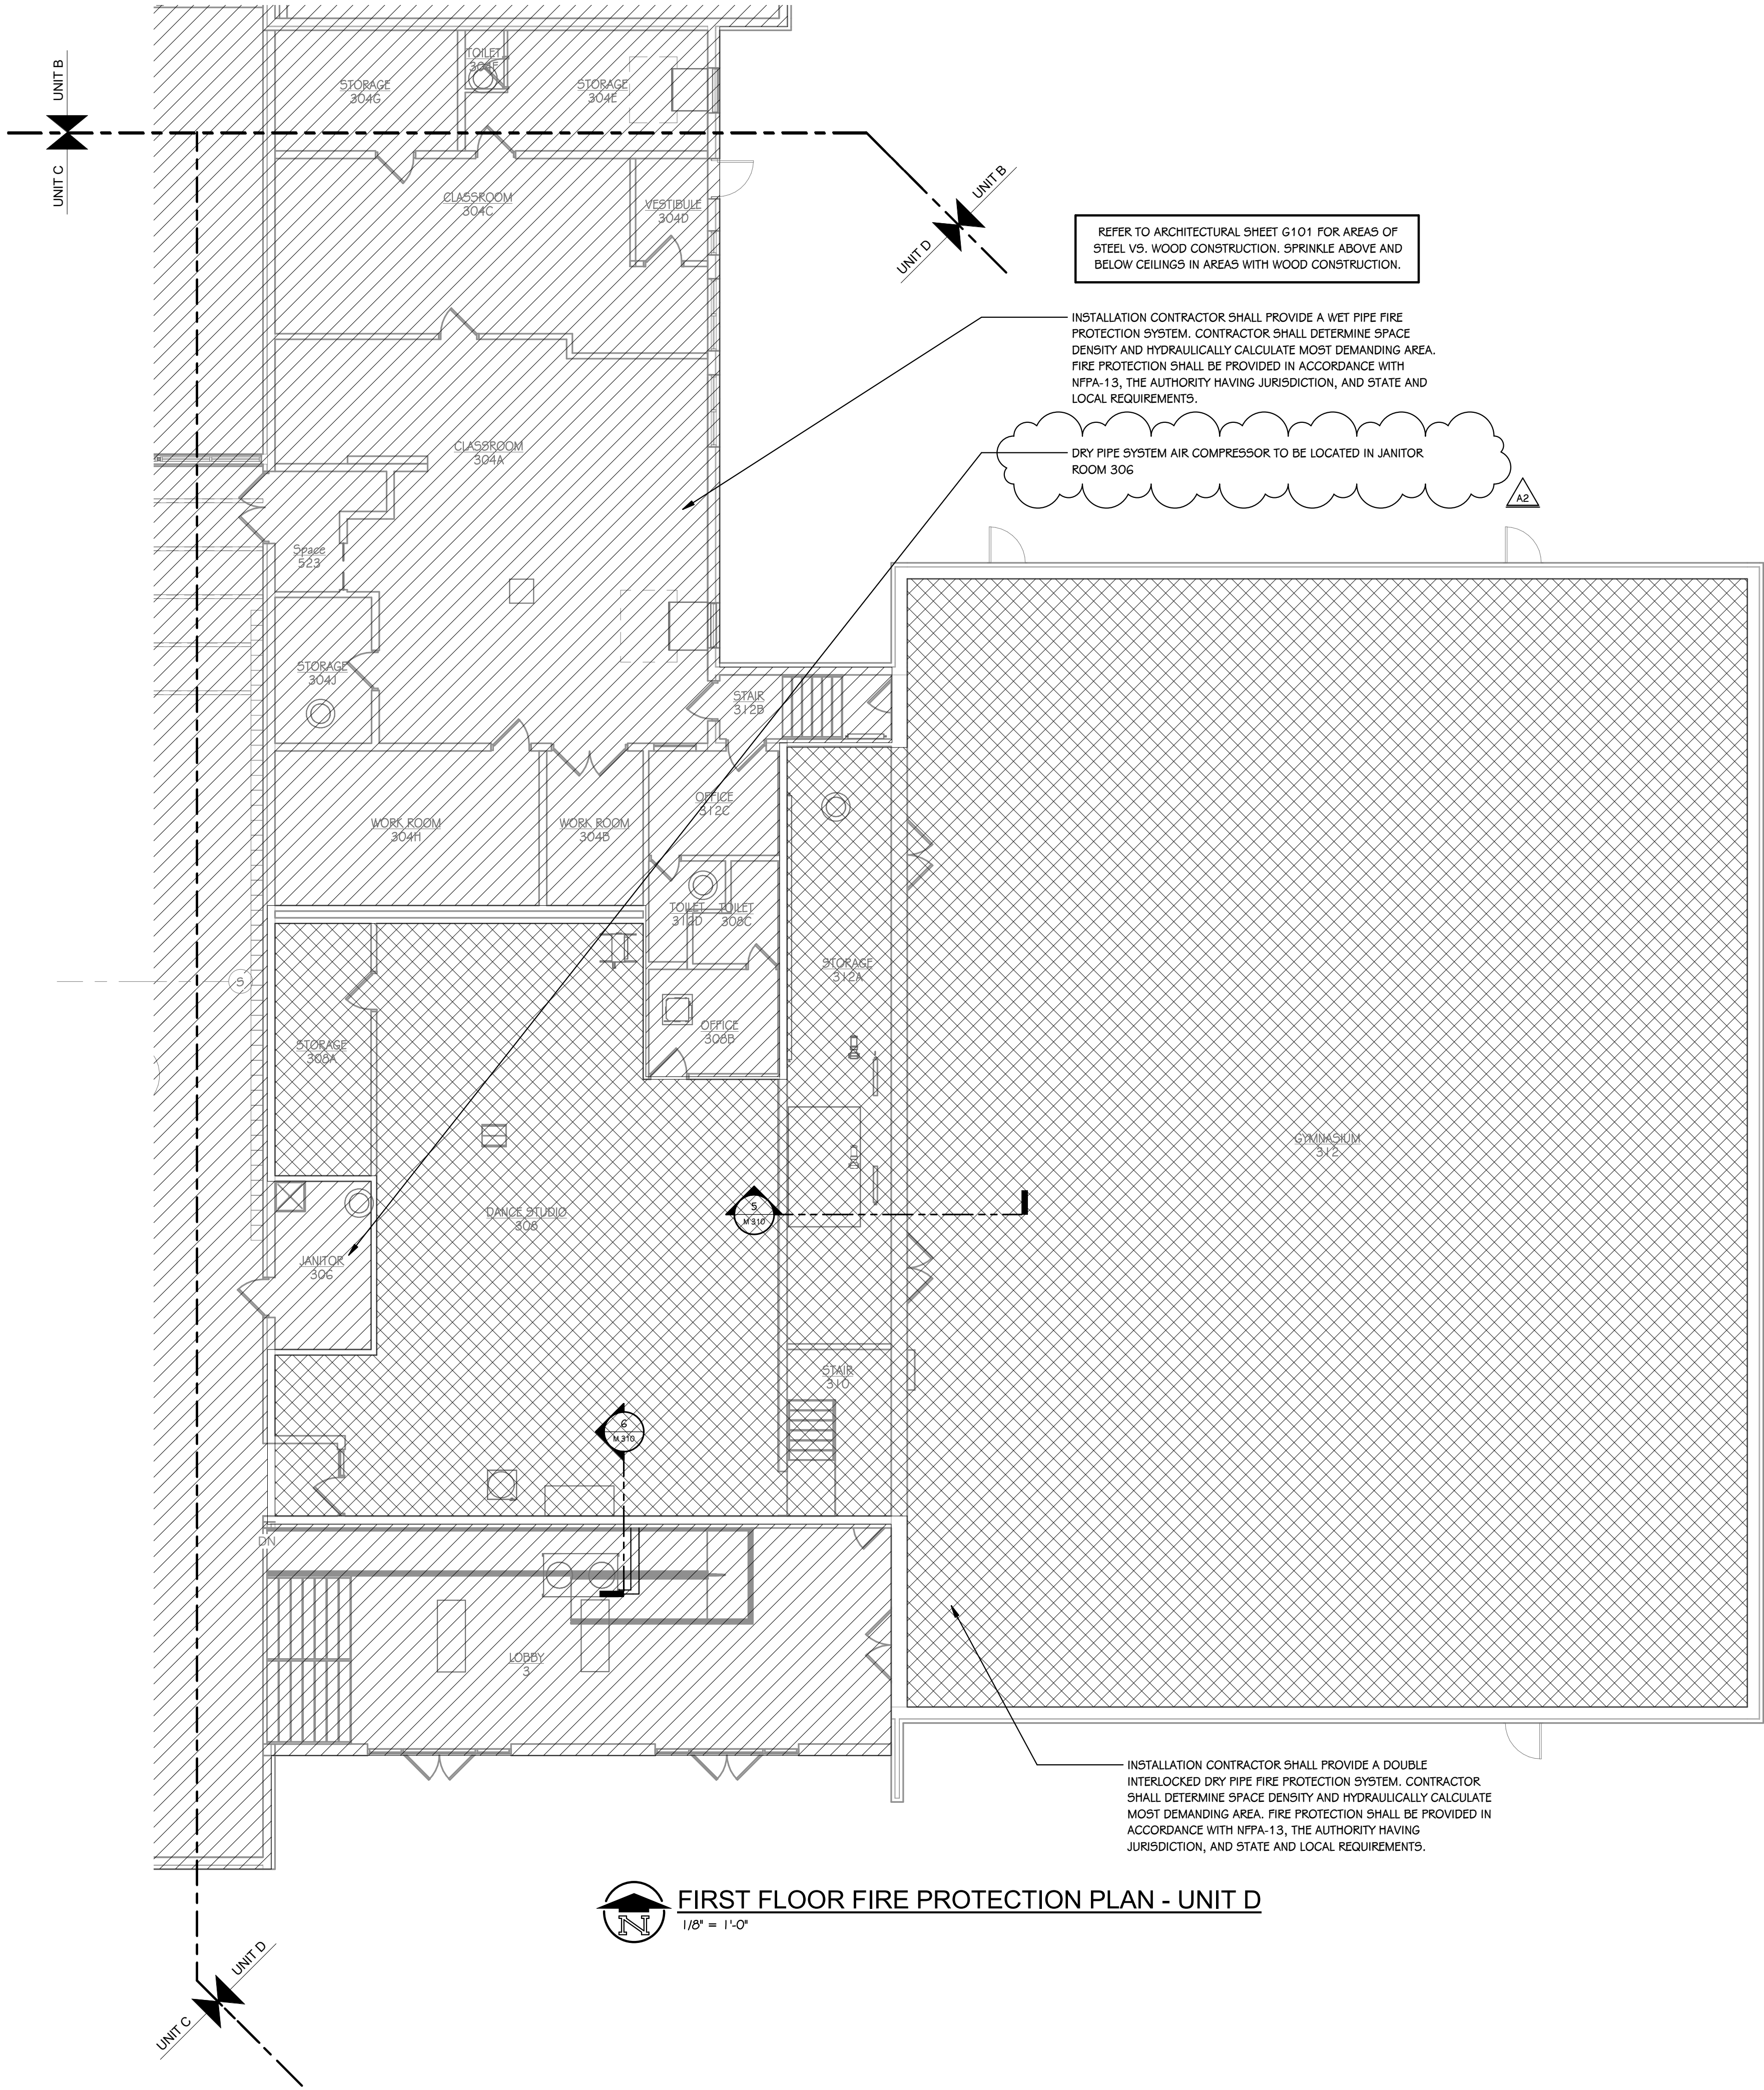 UNIT B
UNIT C
TOILET
304F
STORAGE
304G
STORAGE
304E
CLASSROOM
304C
VESTIBULE
304D
UNIT B
UNIT D
REFER TO ARCHITECTURAL SHEET G101 FOR AREAS OF
STEEL VS. WOOD CONSTRUCTION. SPRINKLE ABOVE AND
BELOW CEILINGS IN AREAS WITH WOOD CONSTRUCTION.
INSTALLATION CONTRACTOR SHALL PROVIDE A WET PIPE FIRE
PROTECTION SYSTEM. CONTRACTOR SHALL DETERMINE SPACE
DENSITY AND HYDRAULICALLY CALCULATE MOST DEMANDING AREA.
FIRE PROTECTION SHALL BE PROVIDED IN ACCORDANCE WITH
NFPA-13, THE AUTHORITY HAVING JURISDICTION, AND STATE AND
LOCAL REQUIREMENTS.
DRY PIPE SYSTEM AIR COMPRESSOR TO BE LOCATED IN JANITOR
ROOM 306
A2
CLASSROOM
304A
Space
523
STORAGE
304J
STAIR
312B
OFFICE
312C
WORK ROOM
304H
WORK ROOM
304B
TOILET
312D
TOILET
308C
STORAGE
312A
5
OFFICE
308B
STORAGE
308A
GYMNASIUM
312
DANCE STUDIO
308
5
M310
JANITOR
306
STAIR
310
6
M310
DN
LOBBY
3
INSTALLATION CONTRACTOR SHALL PROVIDE A DOUBLE
INTERLOCKED DRY PIPE FIRE PROTECTION SYSTEM. CONTRACTOR
SHALL DETERMINE SPACE DENSITY AND HYDRAULICALLY CALCULATE
MOST DEMANDING AREA. FIRE PROTECTION SHALL BE PROVIDED IN
ACCORDANCE WITH NFPA-13, THE AUTHORITY HAVING
JURISDICTION, AND STATE AND LOCAL REQUIREMENTS.
N
FIRST FLOOR FIRE PROTECTION PLAN - UNIT D
1/8" = 1'-0"
UNIT D
UNIT C